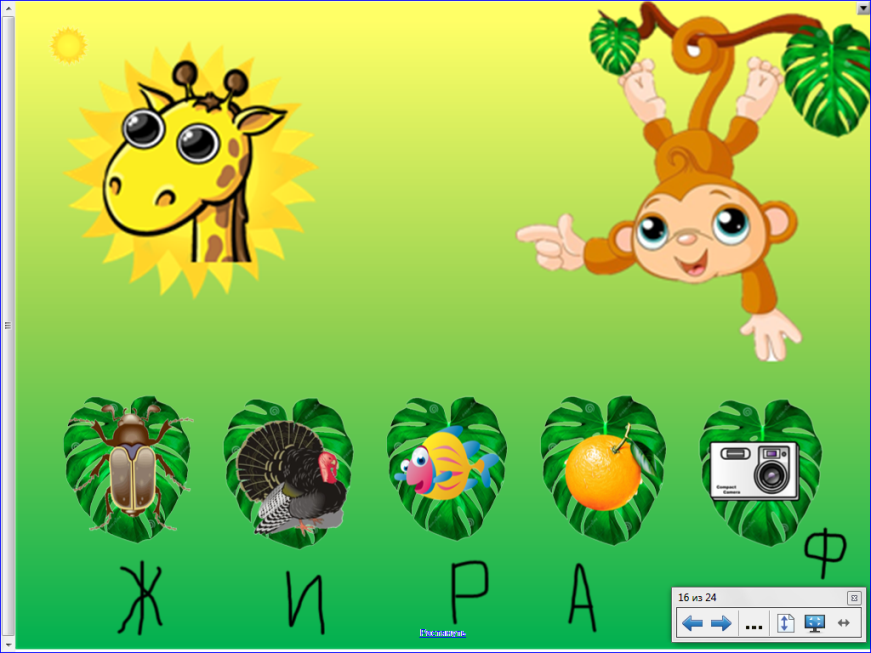 Compact
Camera
Ф
Ж И Р А
16 из 24
...